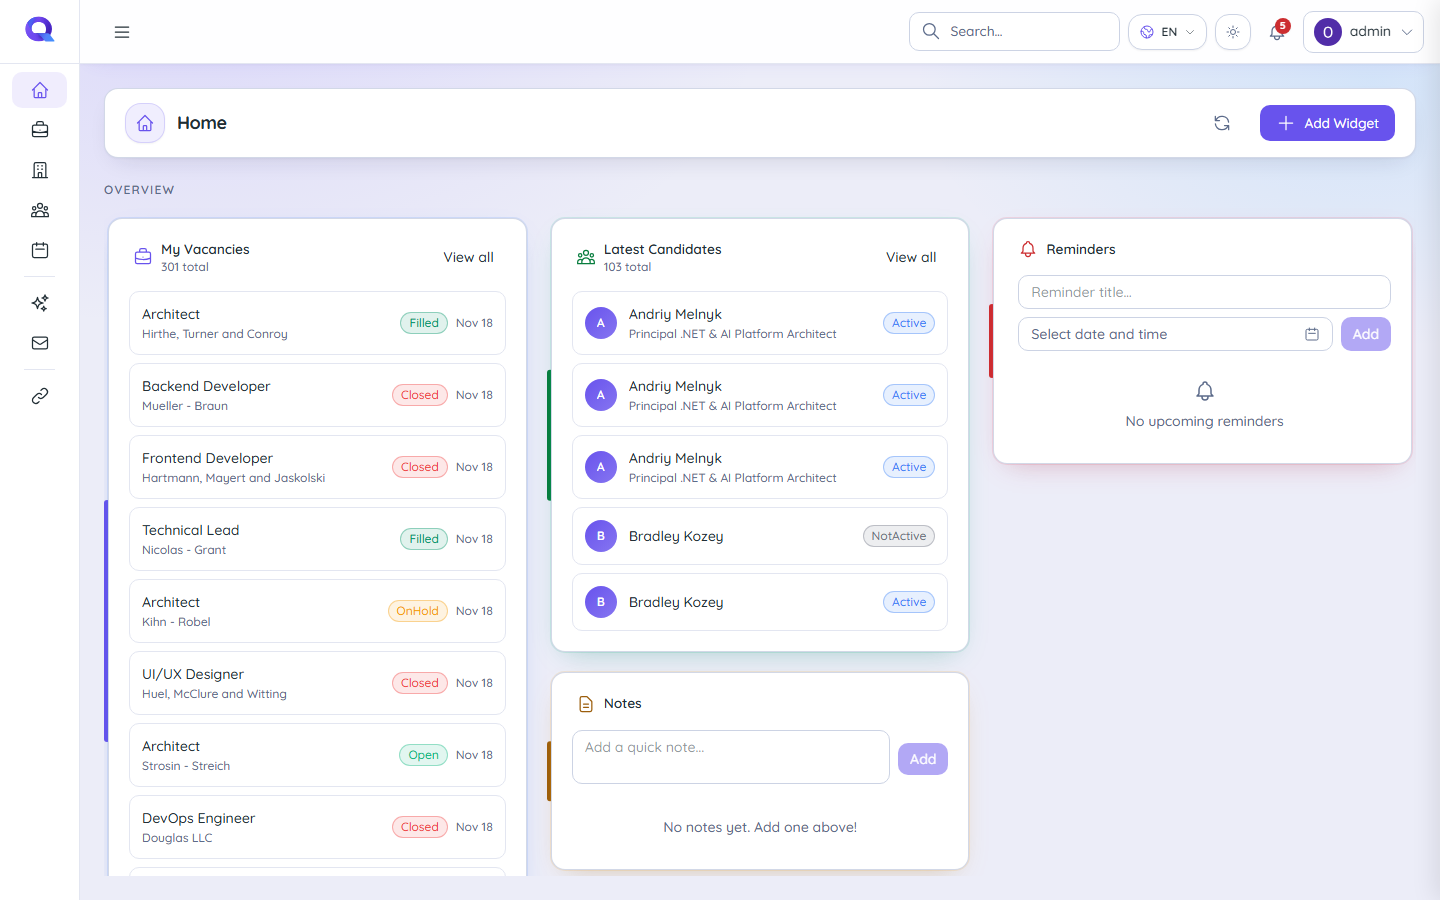 Search...
EN
5
O
admin
Home
Add Widget
OVERVIEW
My Vacancies
301 total
View all
Architect
Hirthe, Turner and Conroy
Filled
Nov 18
Backend Developer
Mueller - Braun
Closed
Nov 18
Frontend Developer
Hartmann, Mayert and Jaskolski
Closed
Nov 18
Technical Lead
Nicolas - Grant
Filled
Nov 18
Architect
Kihn - Robel
OnHold
Nov 18
UI/UX Designer
Huel, McClure and Witting
Closed
Nov 18
Architect
Strosin - Streich
Open
Nov 18
DevOps Engineer
Douglas LLC
Closed
Nov 18
Latest Candidates
103 total
View all
A
Andriy Melnyk
Principal .NET & AI Platform Architect
Active
A
Andriy Melnyk
Principal .NET & AI Platform Architect
Active
A
Andriy Melnyk
Principal .NET & AI Platform Architect
Active
B
Bradley Kozey
NotActive
B
Bradley Kozey
Active
Notes
Add a quick note...
Add
No notes yet. Add one above!
Reminders
Reminder title...
Select date and time
Add
No upcoming reminders